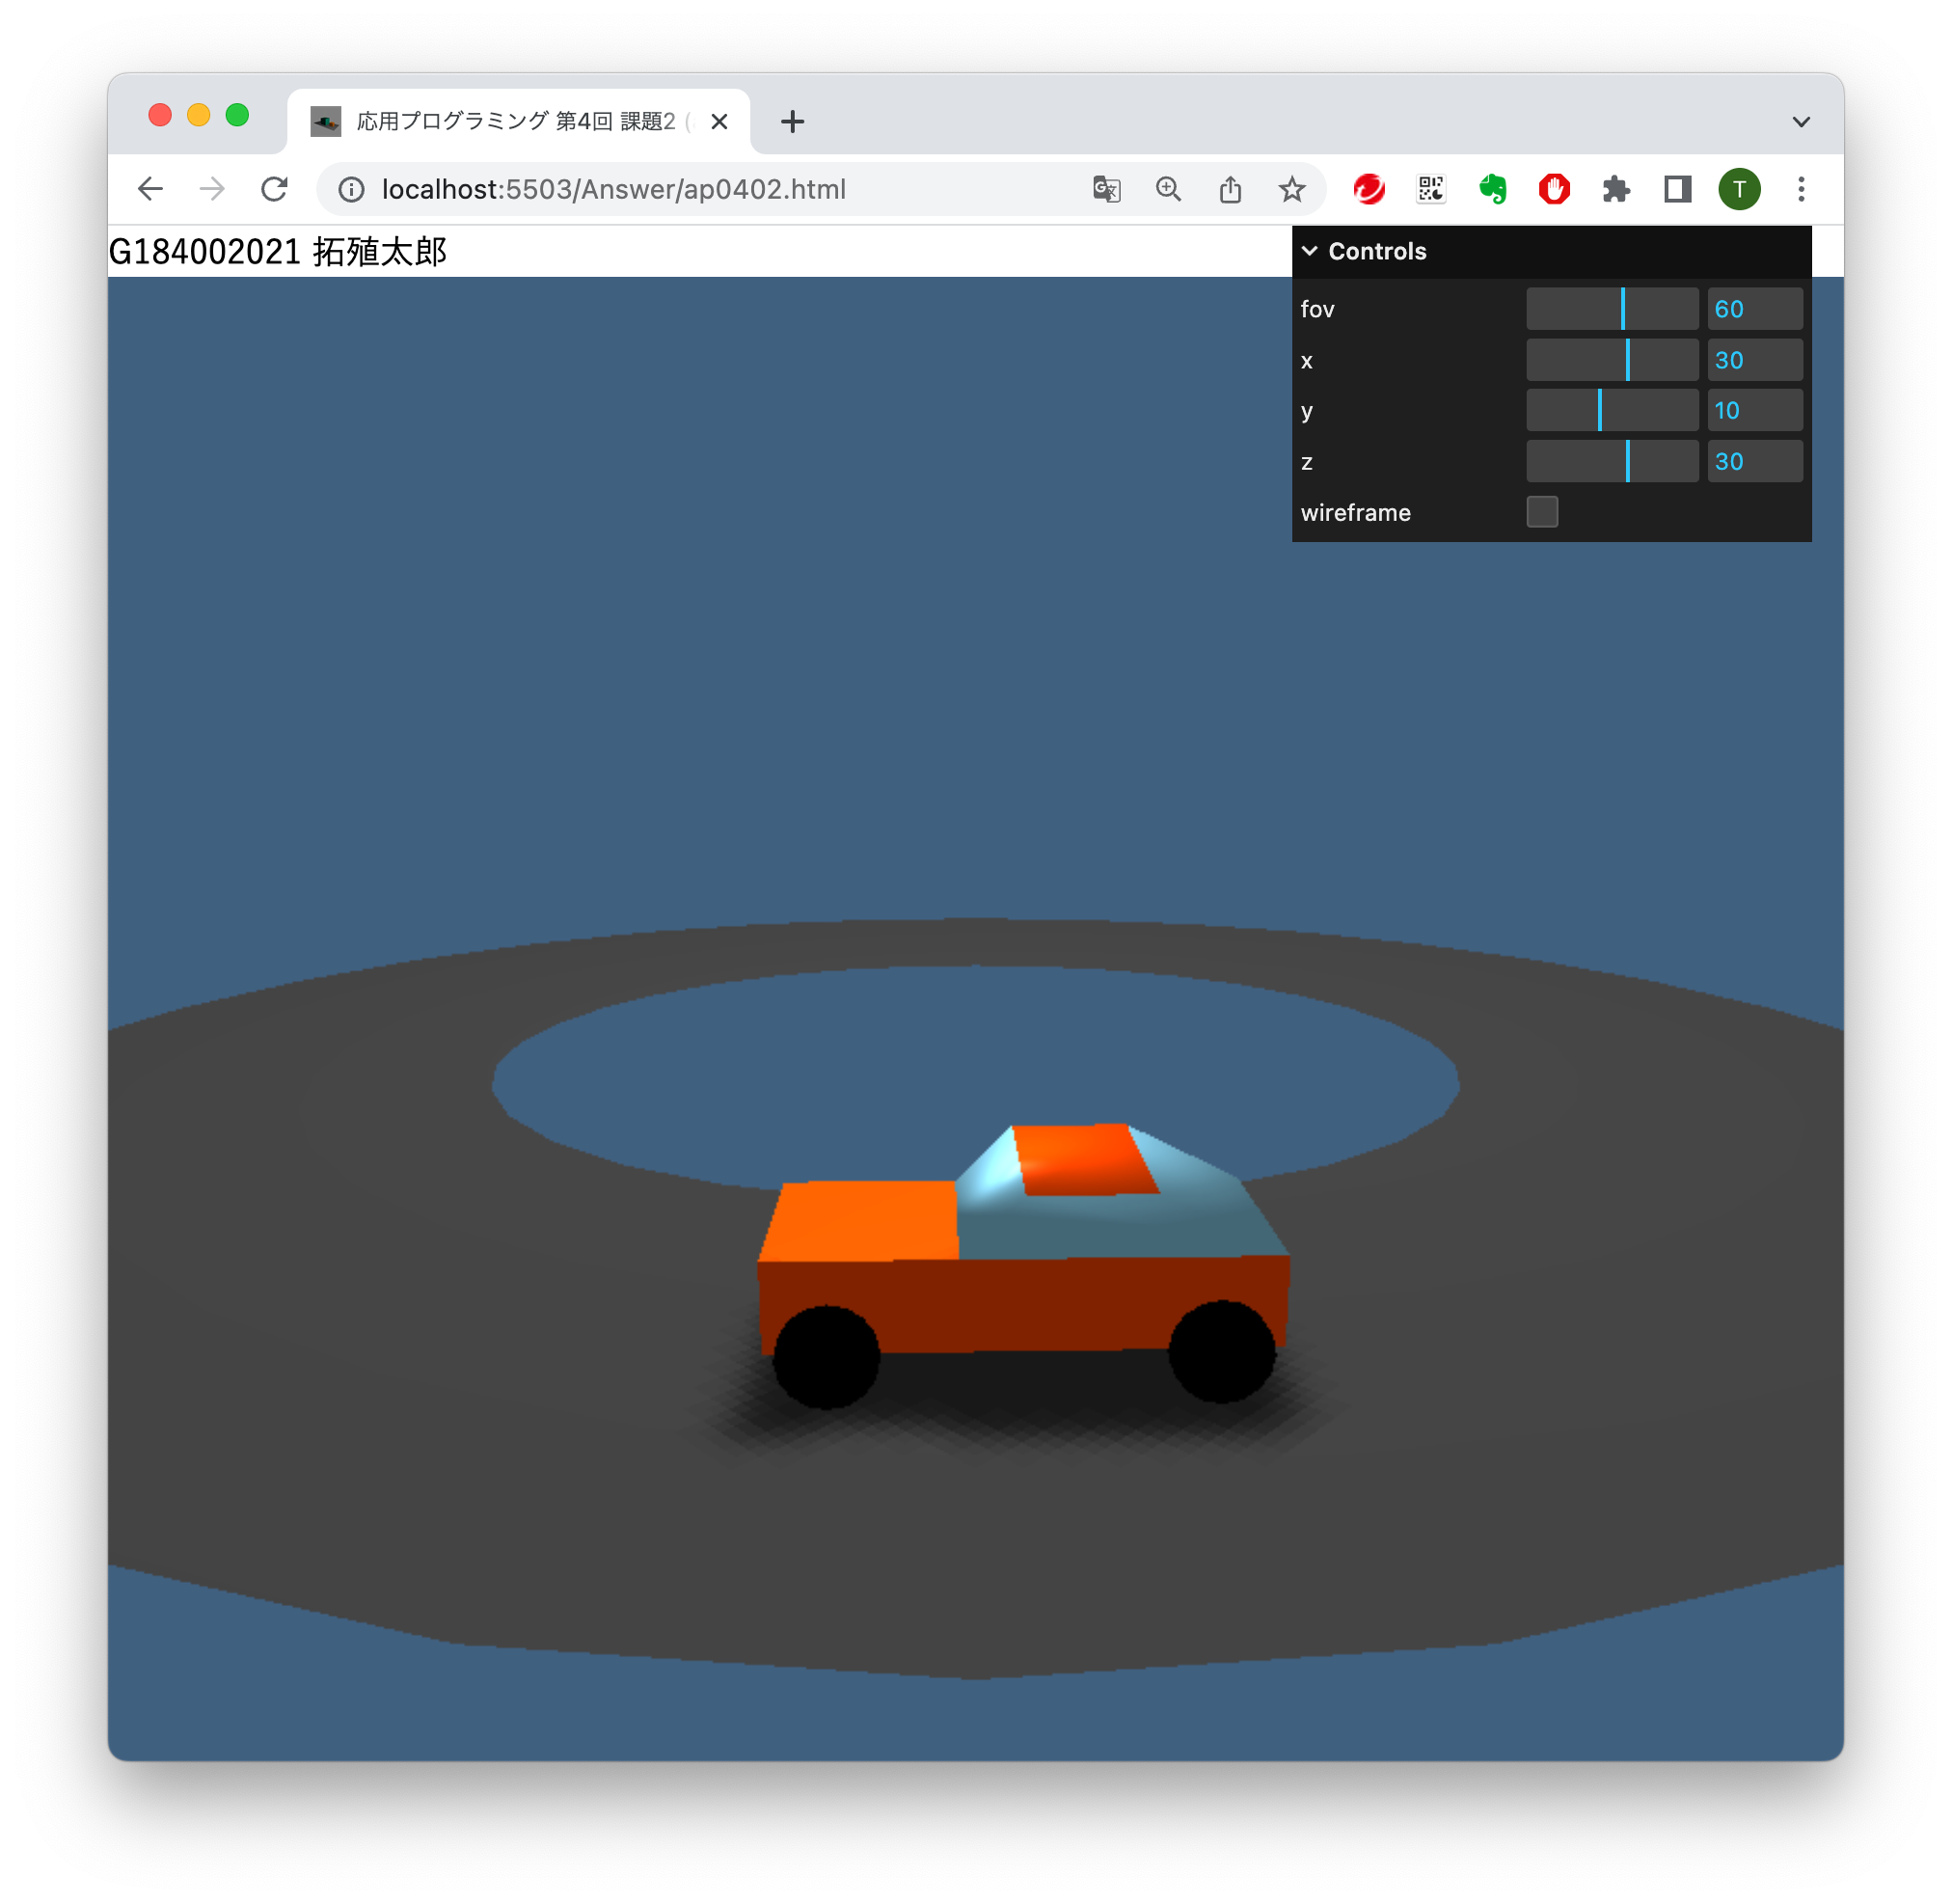 応用プログラミング 第4回 課題2 (
localhost:5503/Answer/ap0402.html
T
G184002021 拓殖太郎
Controls
fov 60
x 30
y 10
z 30
wireframe